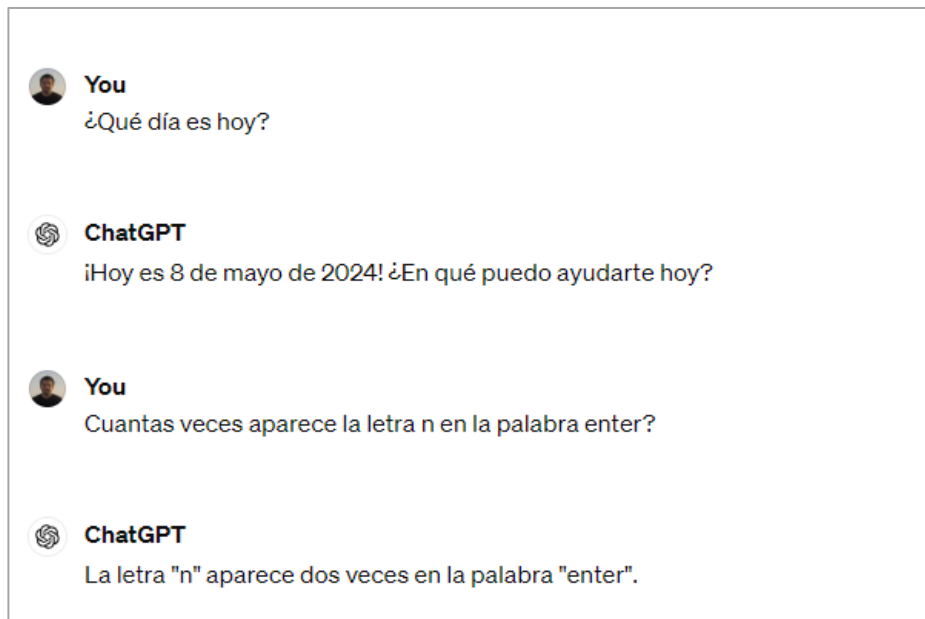 You
¿Qué día es hoy?
ChatGPT
¡Hoy es 8 de mayo de 2024! ¿En qué puedo ayudarte hoy?
You
Cuantas veces aparece la letra n en la palabra enter?
ChatGPT
La letra "n" aparece dos veces en la palabra "enter".